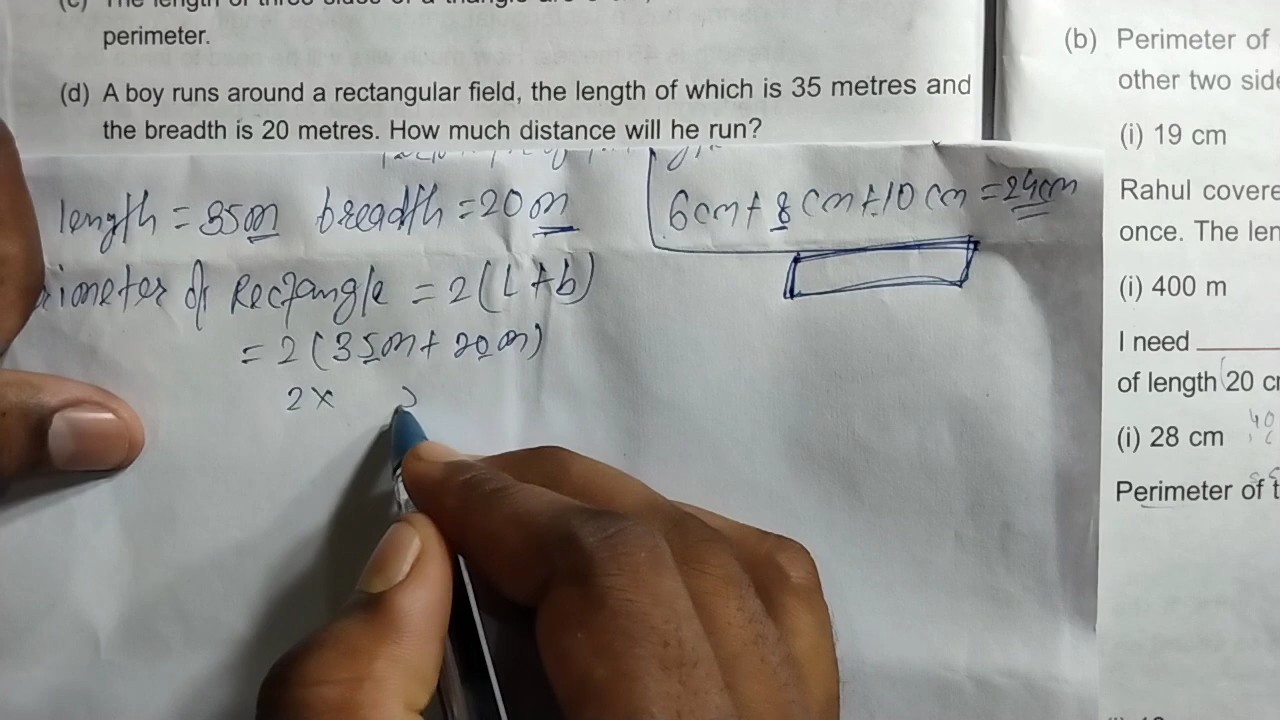 perimeter.
(d) A boy runs around a rectangular field, the length of which is 35 metres and
the breadth is 20 metres. How much distance will he run?
length = 35m breadth = 20m
6cm + 8cm + 10cm = 24cm
Rectangle = 2(L+b)
= 2(35m + 20m)
2x
(b) Perimeter of
other two side
(i) 19 cm
Rahul covere
once. The len
(i) 400 m
I need
of length 20 cm
(i) 28 cm
40
Perimeter of t